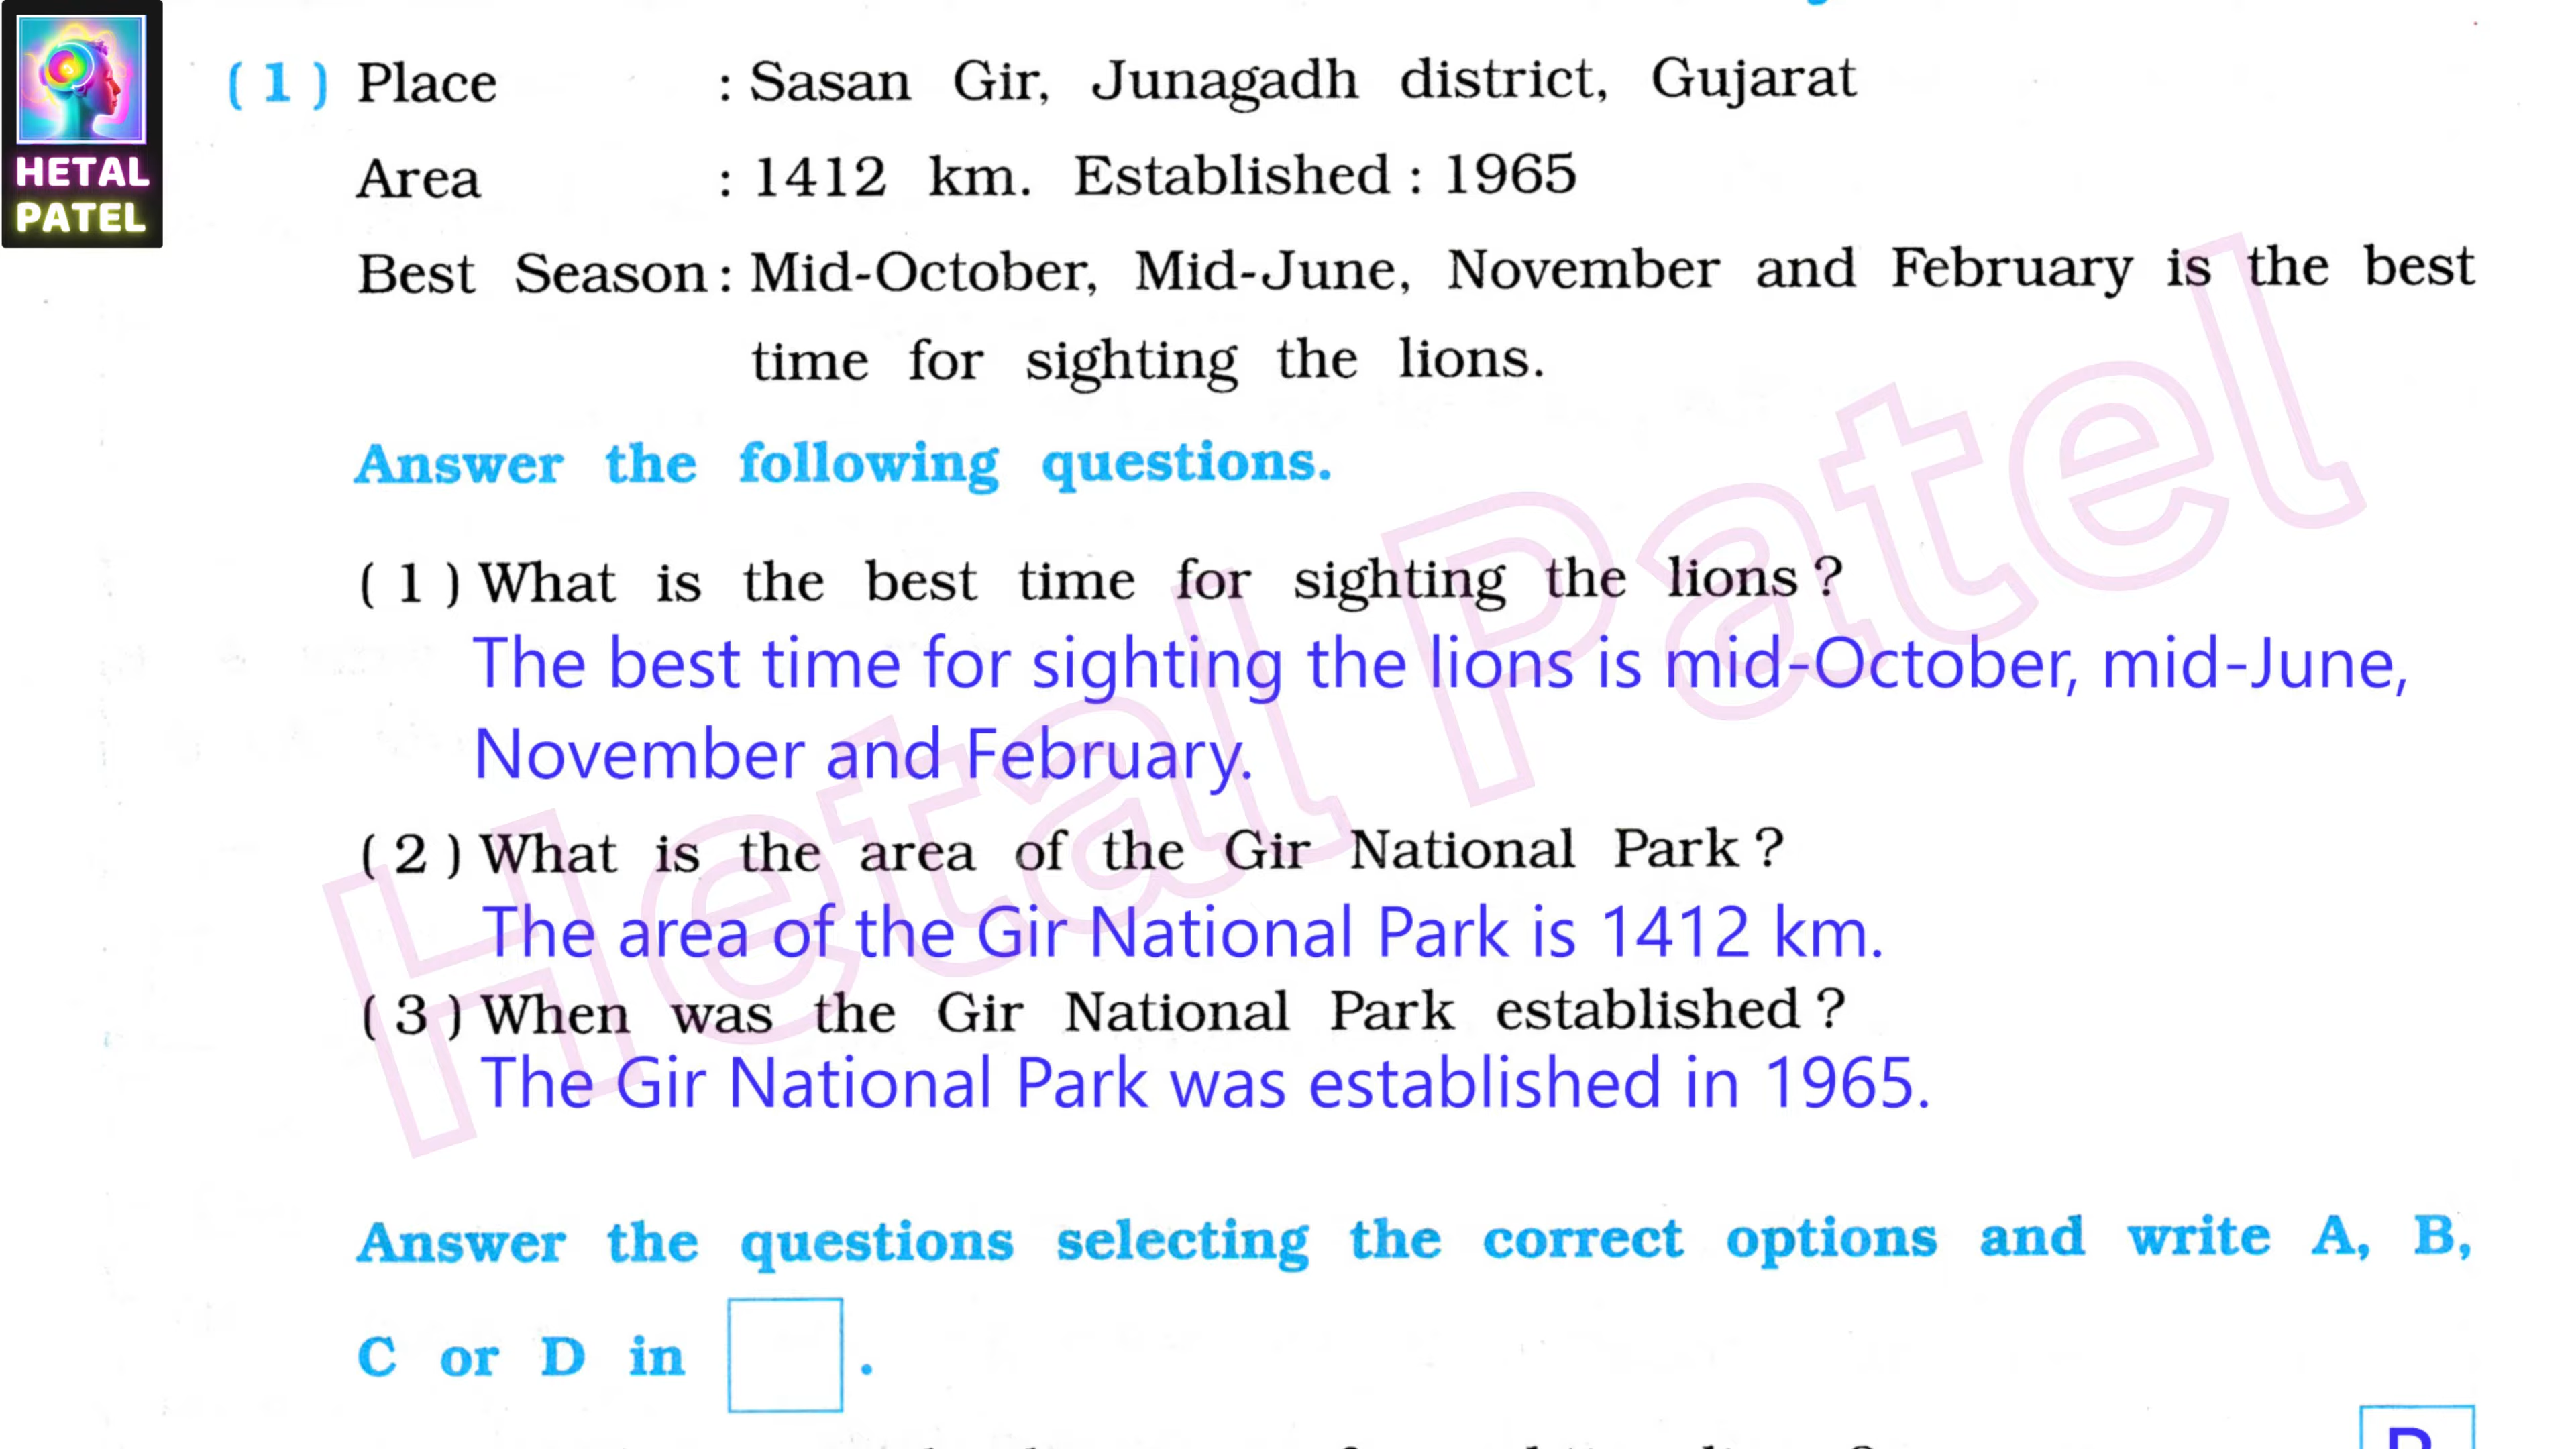 HETAL
PATEL
( 1 ) Place : Sasan Gir, Junagadh district, Gujarat
Area : 1412 km. Established : 1965
Best Season : Mid-October, Mid-June, November and February is the best
time for sighting the lions.
Answer the following questions.
( 1 ) What is the best time for sighting the lions ?
The best time for sighting the lions is mid-October, mid-June,
November and February.
( 2 ) What is the area of the Gir National Park ?
The area of the Gir National Park is 1412 km.
( 3 ) When was the Gir National Park established ?
The Gir National Park was established in 1965.
Answer the questions selecting the correct options and write A, B,
C or D in .
Hetal Patel